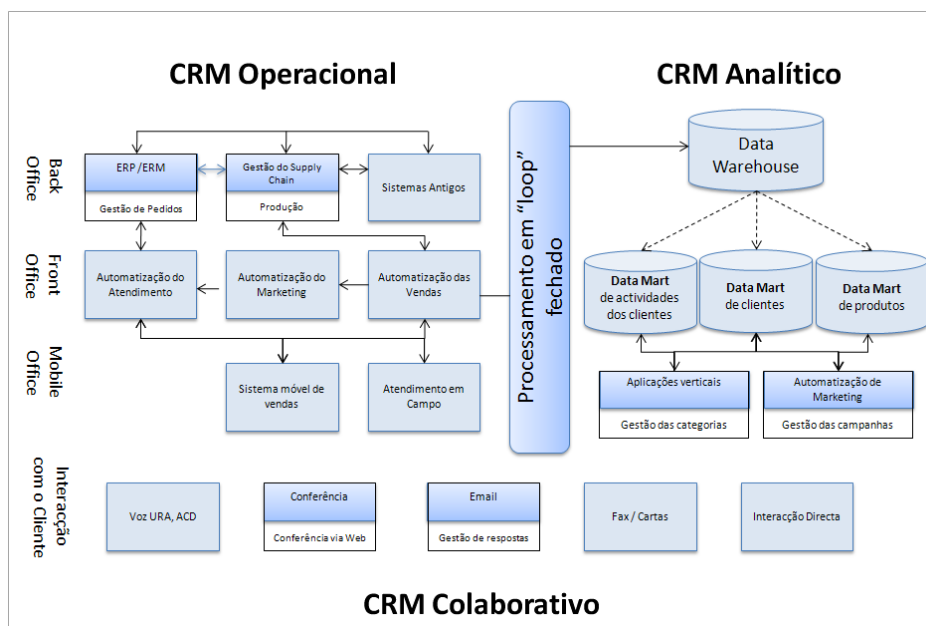 CRM Operacional
CRM Analítico
Back
Office
ERP /ERM
Gestão de Pedidos
Gestão do Supply
Chain
Produção
Sistemas Antigos
Front
Office
Automatização do
Atendimento
Automatização do
Marketing
Automatização das
Vendas
Mobile
Office
Sistema móvel de
vendas
Atendimento em
Campo
Processamento em “loop”
fechado
Data
Warehouse
Data Mart
de actividades
dos clientes
Data Mart
de clientes
Data Mart
de produtos
Aplicações verticais
Gestão das categorias
Automatização de
Marketing
Gestão das campanhas
Interacção
com o Cliente
Voz URA, ACD
Conferência
Conferência via Web
Email
Gestão de respostas
Fax / Cartas
Interacção Directa
CRM Colaborativo